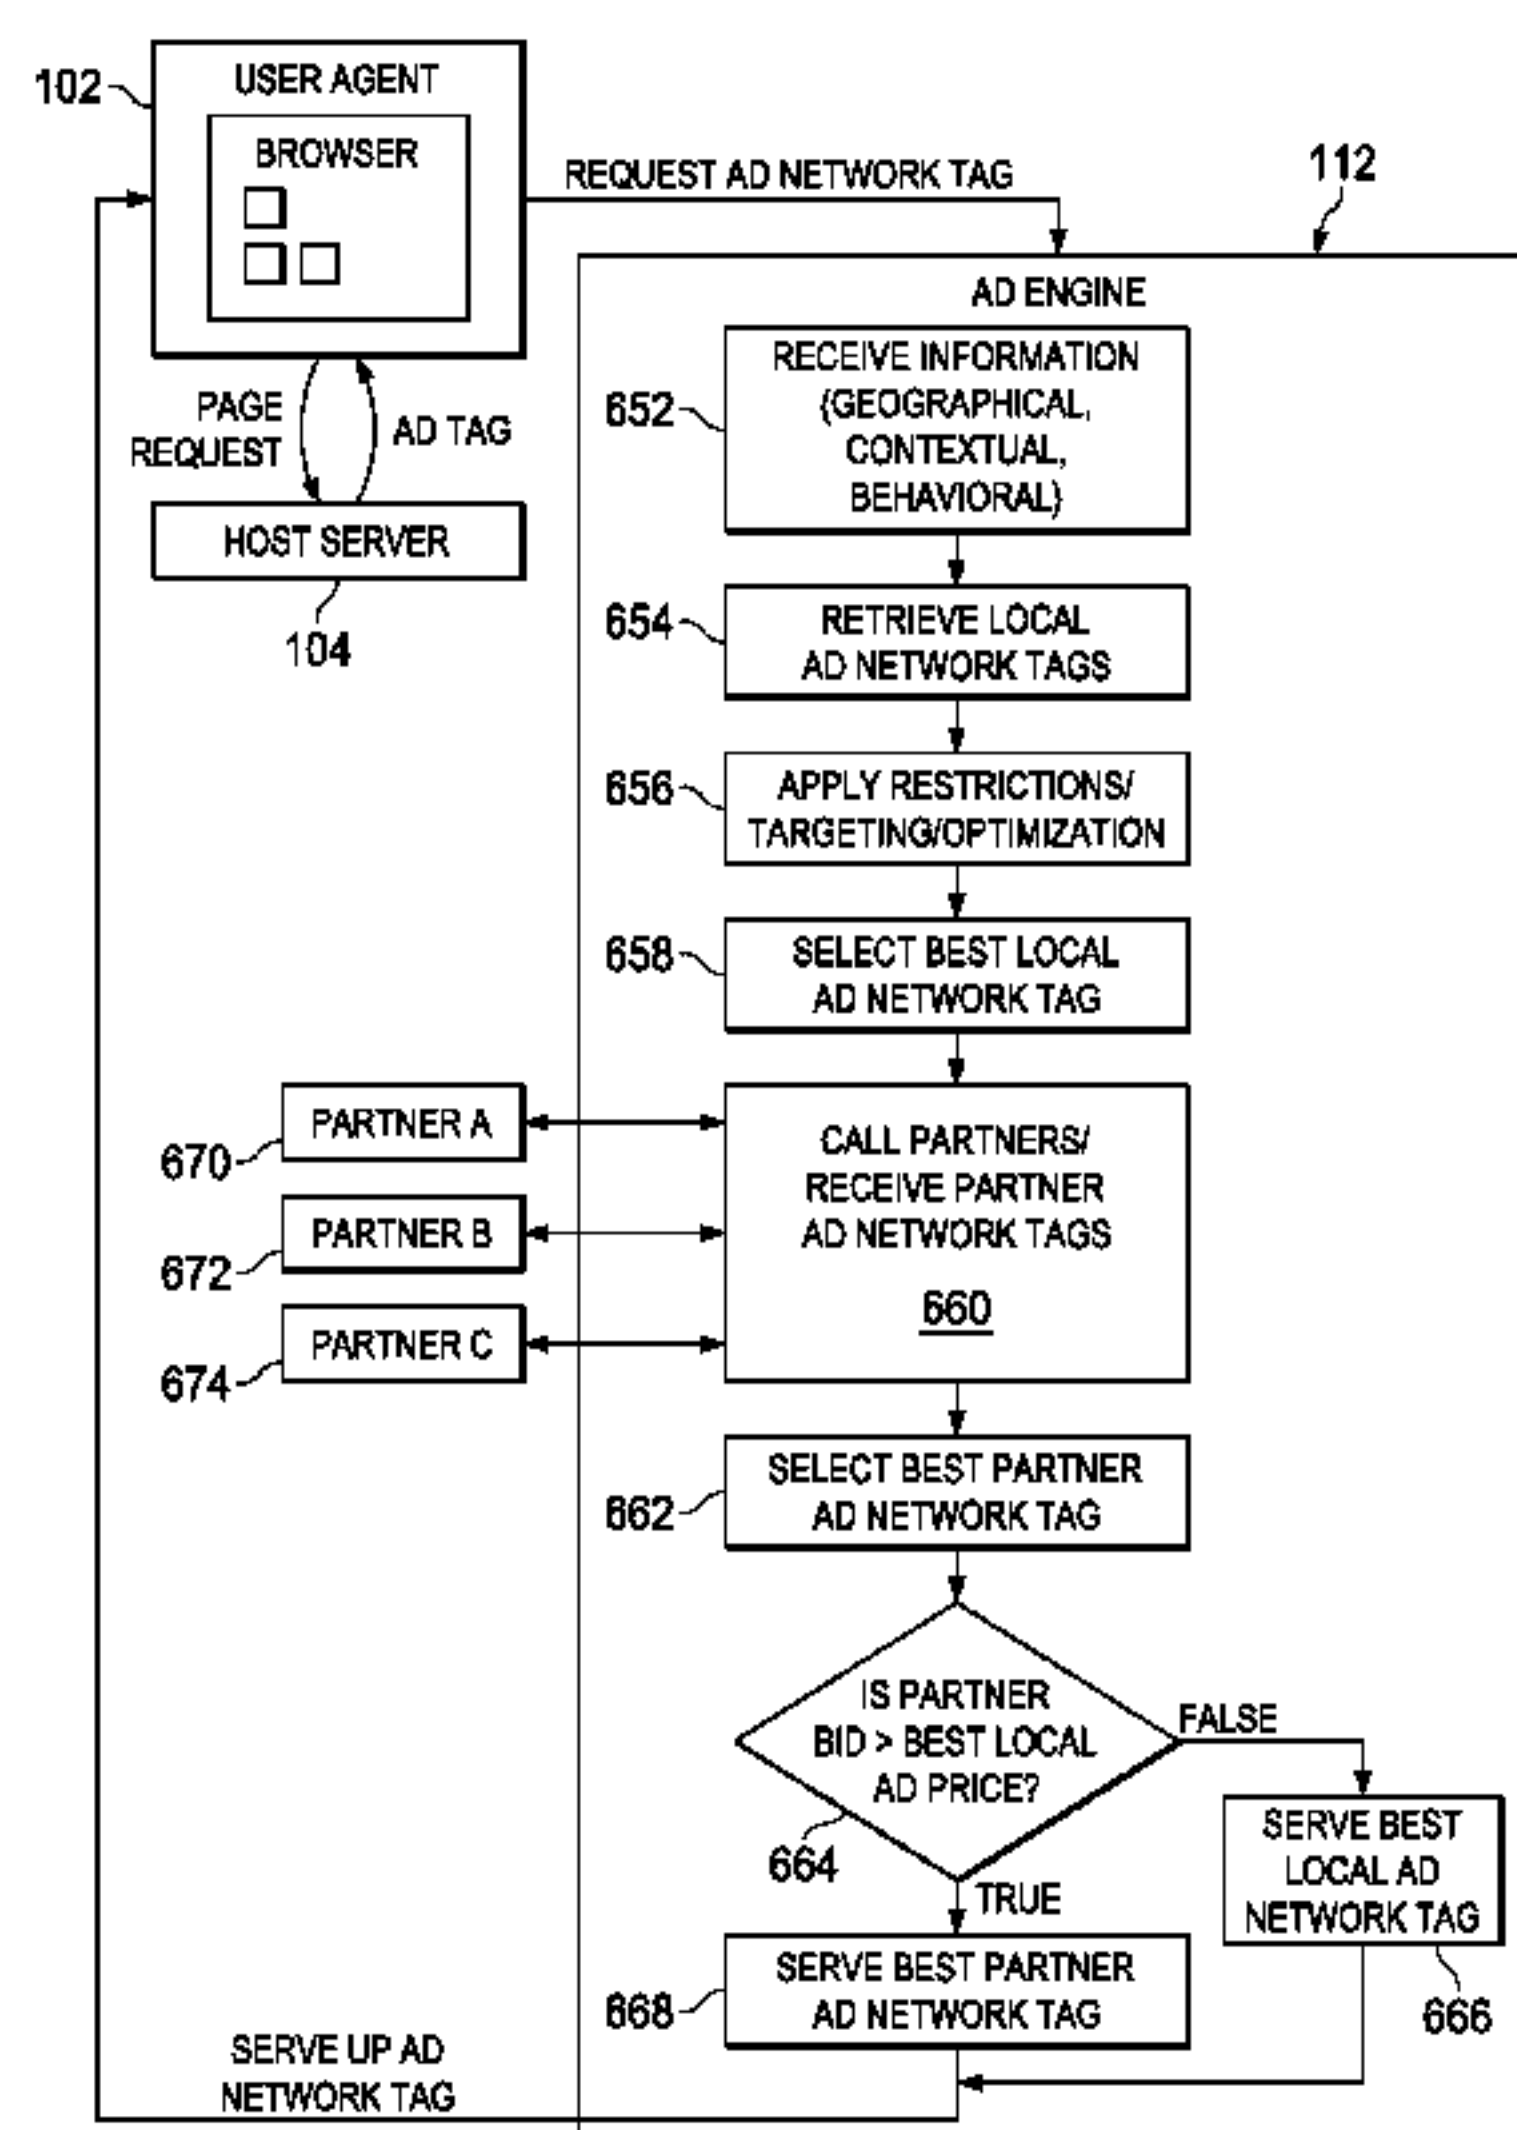 102
USER AGENT
BROWSER
REQUEST AD NETWORK TAG
112
PAGE
REQUEST
AD TAG
HOST SERVER
104
AD ENGINE
652
RECEIVE INFORMATION
(GEOGRAPHICAL,
CONTEXTUAL,
BEHAVIORAL)
654
RETRIEVE LOCAL
AD NETWORK TAGS
656
APPLY RESTRICTIONS/
TARGETING/OPTIMIZATION
658
SELECT BEST LOCAL
AD NETWORK TAG
PARTNER A
670
PARTNER B
672
PARTNER C
674
CALL PARTNERS/
RECEIVE PARTNER
AD NETWORK TAGS
660
662
SELECT BEST PARTNER
AD NETWORK TAG
IS PARTNER
BID > BEST LOCAL
AD PRICE?
664
FALSE
TRUE
SERVE BEST
LOCAL AD
NETWORK TAG
666
668
SERVE BEST PARTNER
AD NETWORK TAG
SERVE UP AD
NETWORK TAG